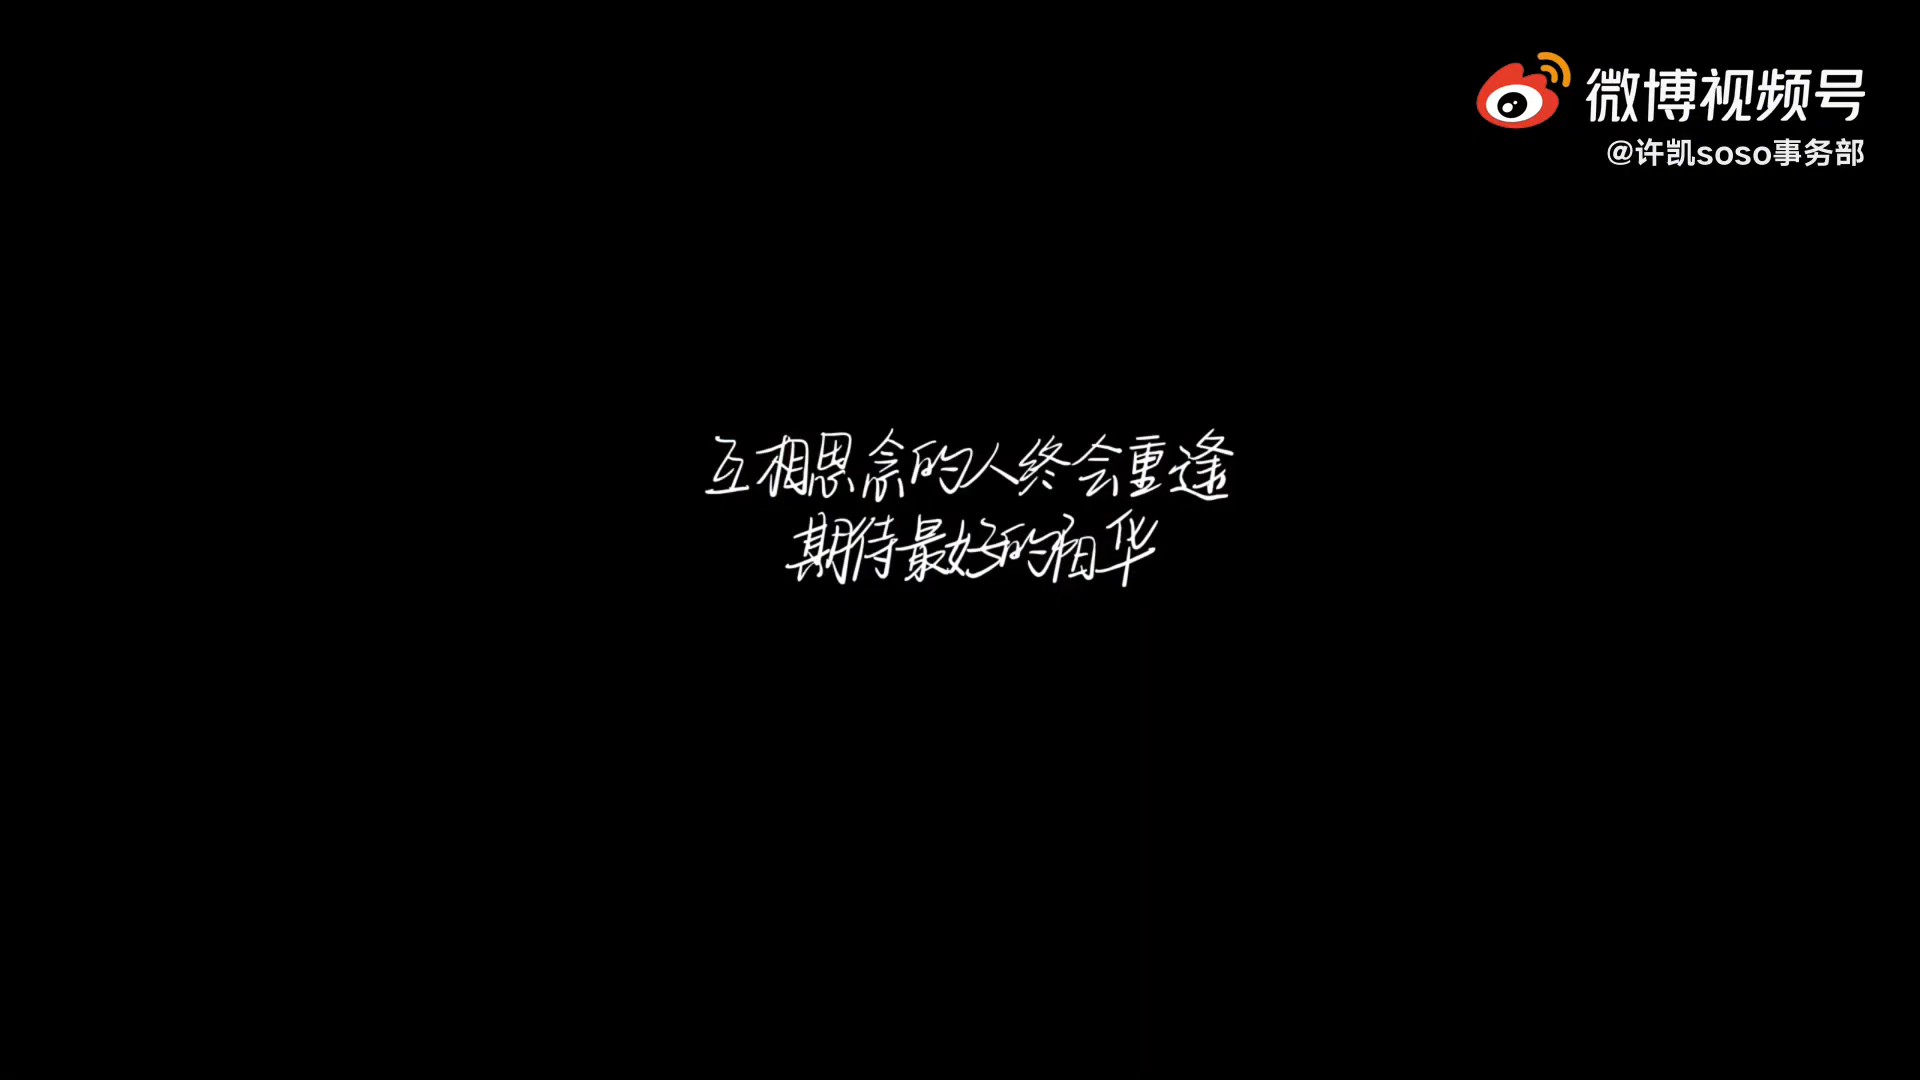 微博视频号
@许凯soso事务部
互相思念的人终会重逢
期待最好的相华